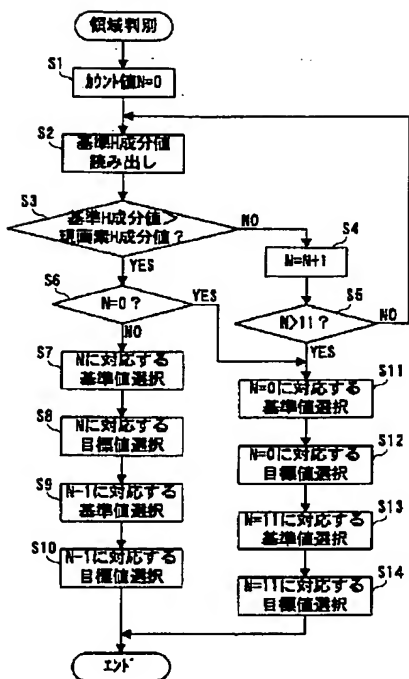 領域判別
S1
カウント値N=0
S2
基準H成分値
読み出し
S3
基準H成分値>
現画素H成分値?
NO
YES
S4
N=N+1
S5
N>11?
NO
YES
S6
N=0?
YES
NO
S7
Nに対応する
基準値選択
S8
Nに対応する
目標値選択
S9
N-1に対応する
基準値選択
S10
N-1に対応する
目標値選択
S11
N=0に対応する
基準値選択
S12
N=0に対応する
目標値選択
S13
N=11に対応する
基準値選択
S14
N=11に対応する
目標値選択
エンド